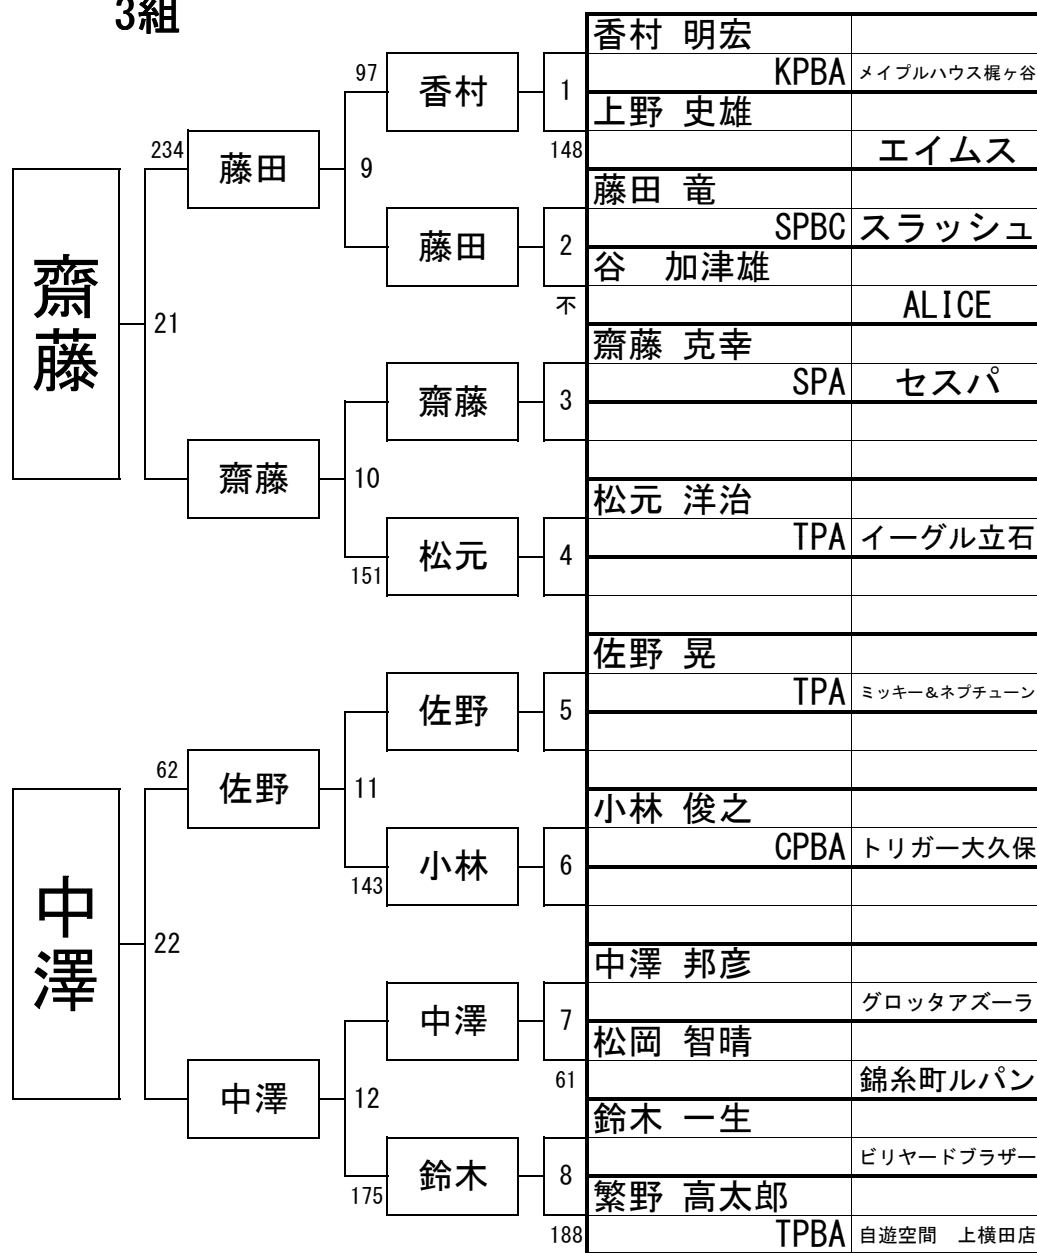 3組
香村 明宏
KPBA メイプルハウス梶ヶ谷
97 香村 1
上野 史雄
148 エイムス
234 藤田 9
藤田 竜
SPBC スラッシュ
藤田 2
谷 加津雄
不 ALICE
齋藤 21
齋藤 克幸
SPA セスパ
齋藤 3
齋藤 10
松元 洋治
TPA イーグル立石
151 松元 4
佐野 晃
TPA ミッキー&ネプチューン
佐野 5
62 佐野 11
小林 俊之
CPBA トリガー大久保
143 小林 6
中澤 22
中澤 邦彦
グロッタアズーラ
中澤 7
松岡 智晴
61 錦糸町ルパン
中澤 12
鈴木 一生
ビリヤードブラザー
175 鈴木 8
繁野 高太郎
188 TPBA 自遊空間 上横田店